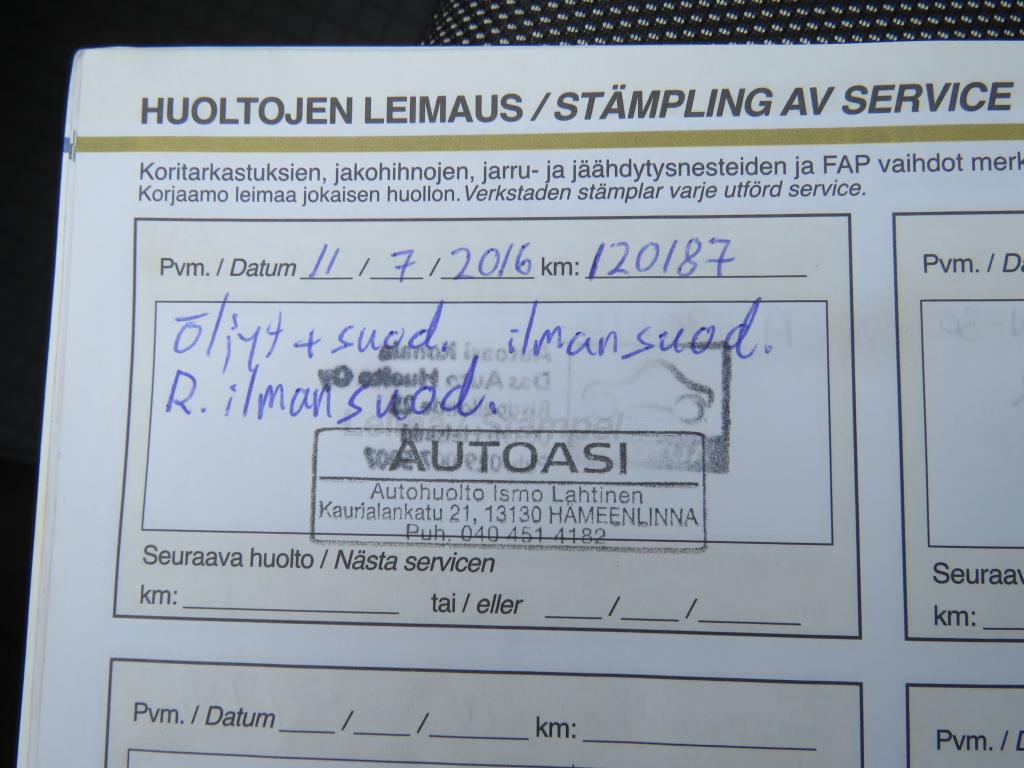 HUOLTOJEN LEIMAUS / STÄMPLING AV SERVICE
Koritarkastuksien, jakohihnojen, jarru- ja jäähdytysnesteiden ja FAP vaihdot merk
Korjaamo leimaa jokaisen huollon. Verkstaden stämplar varje utförd service.
Pvm. / Datum 11 / 7 / 2016 km: 120187
Öljyt + suod. ilmansuod.
R. ilmansuod.
AUTOASI
Autohuolto Ismo Lahtinen
Kaurialankatu 21, 13130 HÄMEENLINNA
Puh. 040 451 4182
Seuraava huolto / Nästa servicen
km: tai / eller / /
Pvm. / Da
Seuraav
km:
Pvm. / Datum / / km:
Pvm. / D